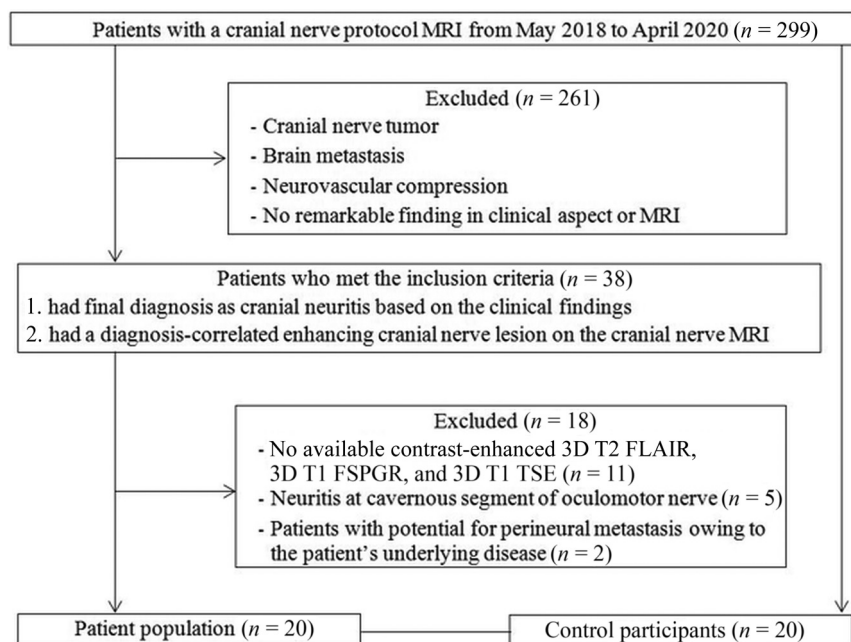 Patients with a cranial nerve protocol MRI from May 2018 to April 2020 (n = 299)
Excluded (n = 261)
- Cranial nerve tumor
- Brain metastasis
- Neurovascular compression
- No remarkable finding in clinical aspect or MRI
Patients who met the inclusion criteria (n = 38)
1. had final diagnosis as cranial neuritis based on the clinical findings
2. had a diagnosis-correlated enhancing cranial nerve lesion on the cranial nerve MRI
Excluded (n = 18)
- No available contrast-enhanced 3D T2 FLAIR,
3D T1 FSPGR, and 3D T1 TSE (n = 11)
- Neuritis at cavernous segment of oculomotor nerve (n = 5)
- Patients with potential for perineural metastasis owing to
the patient's underlying disease (n = 2)
Patient population (n = 20)
Control participants (n = 20)